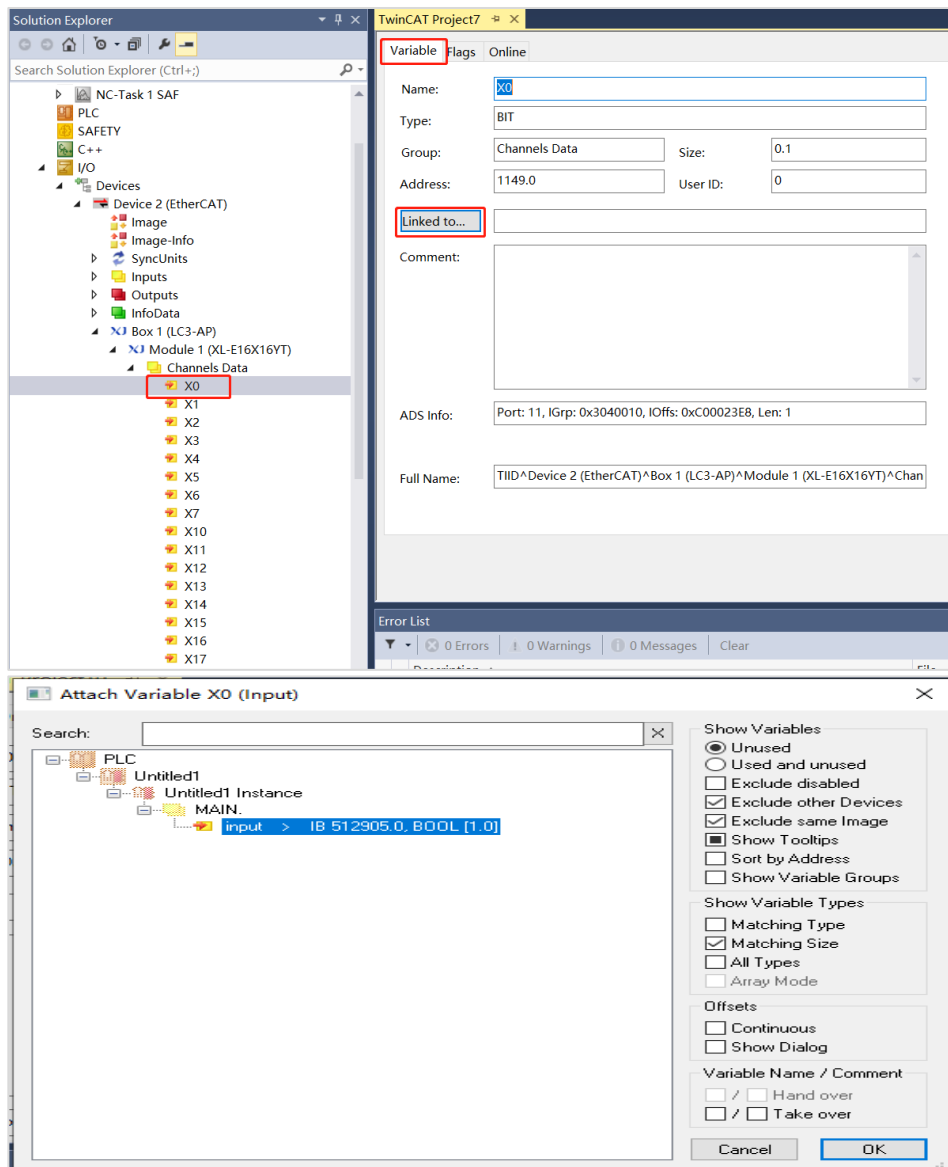 Solution Explorer
Search Solution Explorer (Ctrl+;)
NC-Task 1 SAF
PLC
SAFETY
C++
I/O
Devices
Device 2 (EtherCAT)
Image
Image-Info
SyncUnits
Inputs
Outputs
InfoData
Box 1 (LC3-AP)
Module 1 (XL-E16X16YT)
Channels Data
X0
X1
X2
X3
X4
X5
X6
X7
X10
X11
X12
X13
X14
X15
X16
X17
TwinCAT Project7
Variable Flags Online
Name: X0
Type: BIT
Group: Channels Data Size: 0.1
Address: 1149.0 User ID: 0
Linked to...
Comment:
ADS Info: Port: 11, IGrp: 0x3040010, IOffs: 0xC00023E8, Len: 1
Full Name: TIID^Device 2 (EtherCAT)^Box 1 (LC3-AP)^Module 1 (XL-E16X16YT)^Chan
Error List
0 Errors 0 Warnings 0 Messages Clear
Attach Variable X0 (Input)
Search:
PLC
Untitled1
Untitled1 Instance
MAIN.
input > IB 512905.0, BOOL [1.0]
Show Variables
Unused
Used and unused
Exclude disabled
Exclude other Devices
Exclude same Image
Show Tooltips
Sort by Address
Show Variable Groups
Show Variable Types
Matching Type
Matching Size
All Types
Array Mode
Offsets
Continuous
Show Dialog
Variable Name / Comment
/ Hand over
/ Take over
Cancel OK